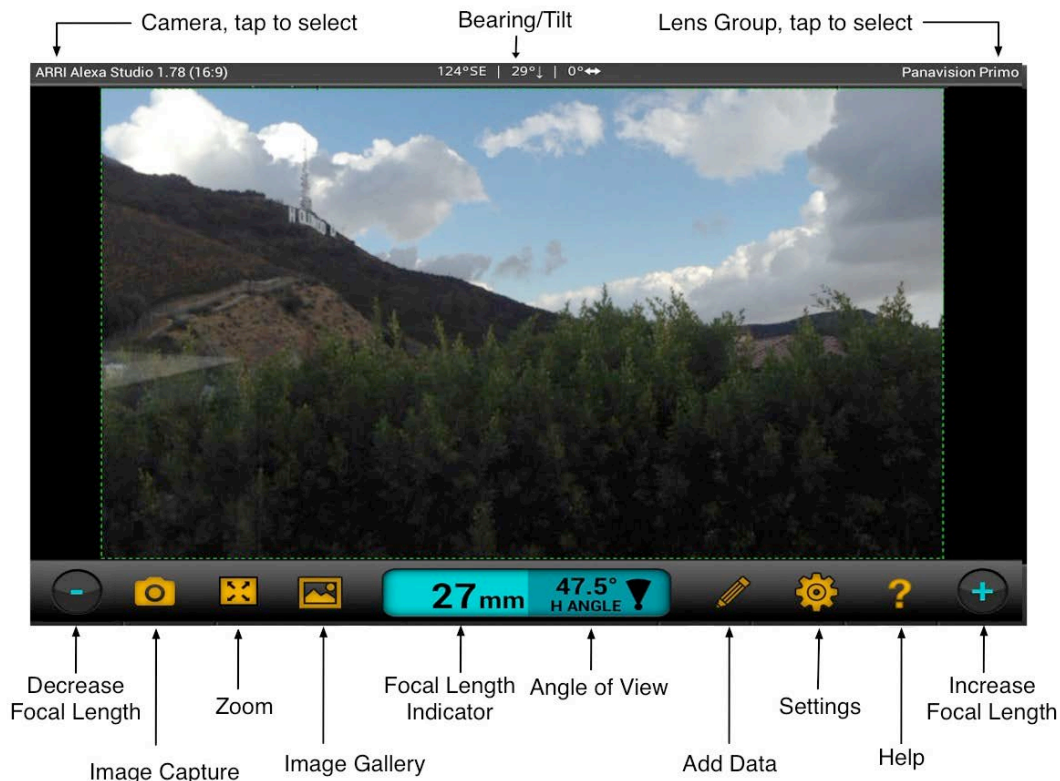 Camera, tap to select
Bearing/Tilt
Lens Group, tap to select
ARRI Alexa Studio 1.78 (16:9)
124°SE | 29°↓ | 0°↔
Panavision Primo
-
27mm
47.5°
H ANGLE
?
+
Decrease
Focal Length
Image Capture
Zoom
Image Gallery
Focal Length
Indicator
Angle of View
Add Data
Settings
Help
Increase
Focal Length